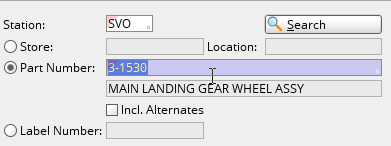 Station: SVO Search
Store: Location:
Part Number: 3-1530
MAIN LANDING GEAR WHEEL ASSY
Incl. Alternates
Label Number: